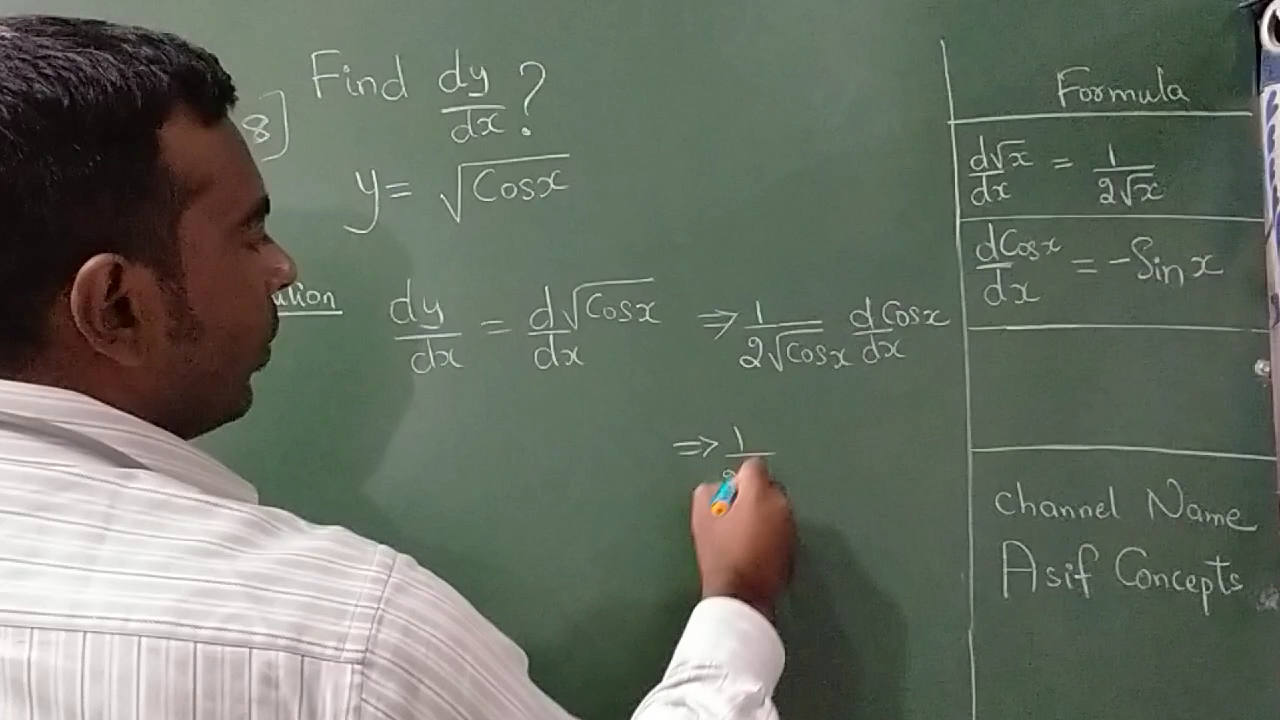 8] Find dy/dx ?
y = √Cosx
dy/dx = d√Cosx/dx ⇒ 1/2√Cosx dCosx/dx
⇒ 1
Formula
d√x/dx = 1/2√x
dCosx/dx = -Sinx
Channel Name
Asif Concepts